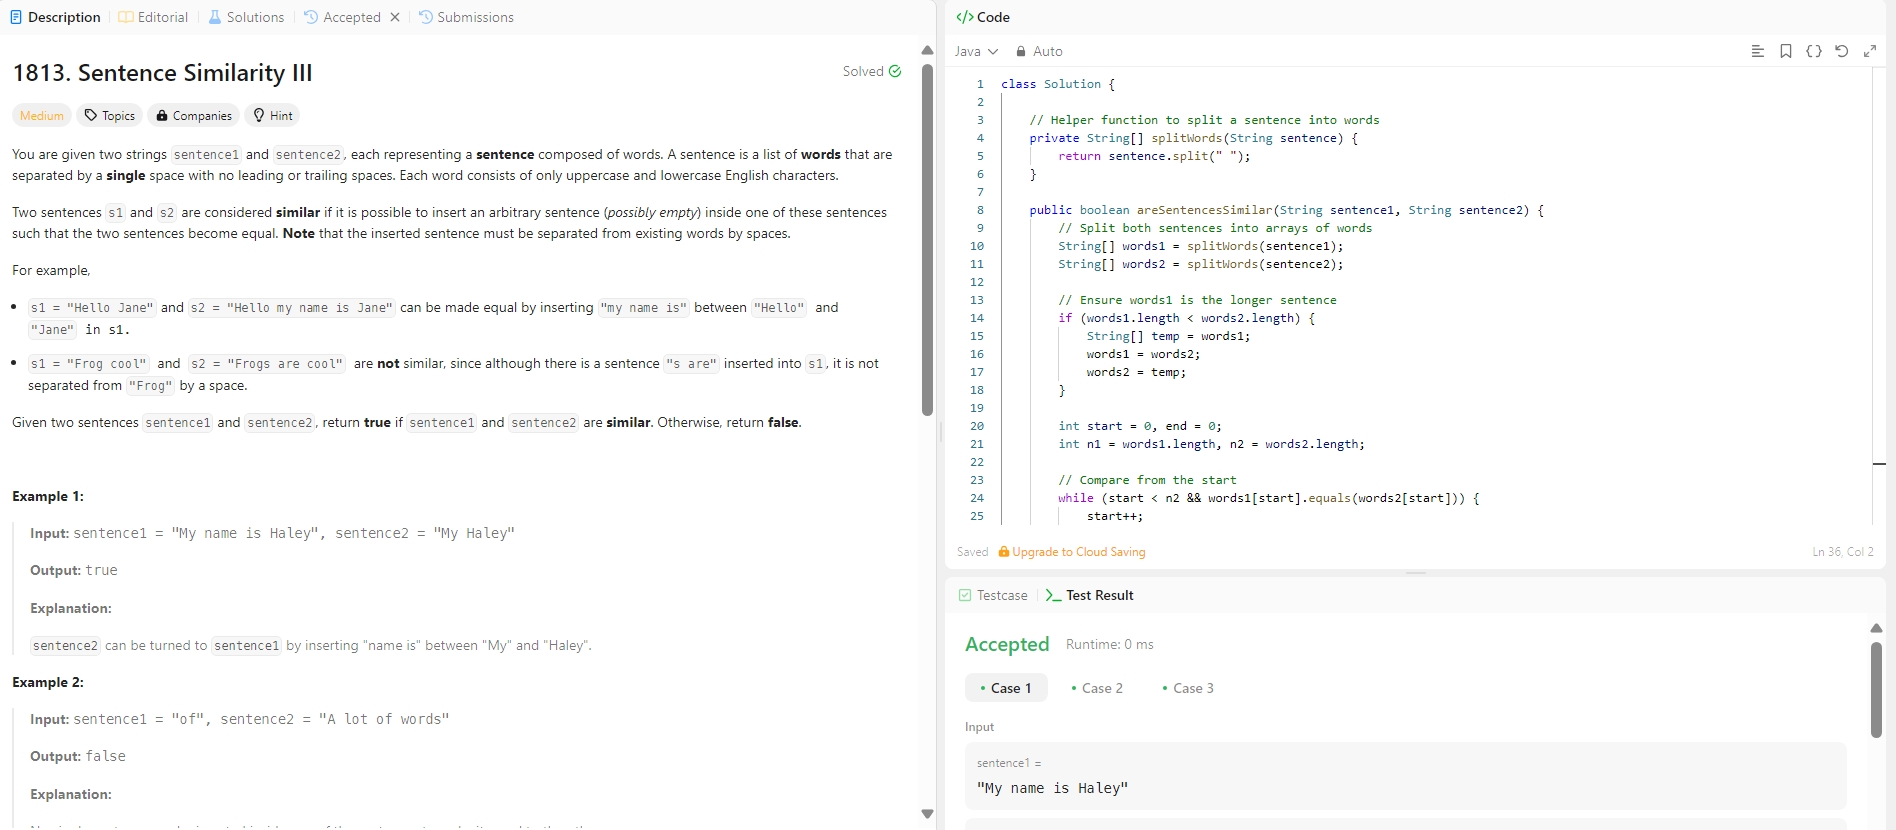 Description
Editorial
Solutions
Accepted
Submissions
1813. Sentence Similarity III
Solved
Medium
Topics
Companies
Hint
You are given two strings sentence1 and sentence2, each representing a sentence composed of words. A sentence is a list of words that are
separated by a single space with no leading or trailing spaces. Each word consists of only uppercase and lowercase English characters.
Two sentences s1 and s2 are considered similar if it is possible to insert an arbitrary sentence (possibly empty) inside one of these sentences
such that the two sentences become equal. Note that the inserted sentence must be separated from existing words by spaces.
For example,
• s1 = "Hello Jane" and s2 = "Hello my name is Jane" can be made equal by inserting "my name is" between "Hello" and
"Jane" in s1.
• s1 = "Frog cool" and s2 = "Frogs are cool" are not similar, since although there is a sentence "s are" inserted into s1, it is not
separated from "Frog" by a space.
Given two sentences sentence1 and sentence2, return true if sentence1 and sentence2 are similar. Otherwise, return false.
Example 1:
Input: sentence1 = "My name is Haley", sentence2 = "My Haley"
Output: true
Explanation:
sentence2 can be turned to sentence1 by inserting "name is" between "My" and "Haley".
Example 2:
Input: sentence1 = "of", sentence2 = "A lot of words"
Output: false
Explanation:
</> Code
Java
Auto
1 class Solution {
2
3 // Helper function to split a sentence into words
4 private String[] splitWords(String sentence) {
5 return sentence.split(" ");
6 }
7
8 public boolean areSentencesSimilar(String sentence1, String sentence2) {
9 // Split both sentences into arrays of words
10 String[] words1 = splitWords(sentence1);
11 String[] words2 = splitWords(sentence2);
12
13 // Ensure words1 is the longer sentence
14 if (words1.length < words2.length) {
15 String[] temp = words1;
16 words1 = words2;
17 words2 = temp;
18 }
19
20 int start = 0, end = 0;
21 int n1 = words1.length, n2 = words2.length;
22
23 // Compare from the start
24 while (start < n2 && words1[start].equals(words2[start])) {
25 start++;
Saved
Upgrade to Cloud Saving
Ln 36, Col 2
Testcase
Test Result
Accepted
Runtime: 0 ms
• Case 1
• Case 2
• Case 3
Input
sentence1 =
"My name is Haley"